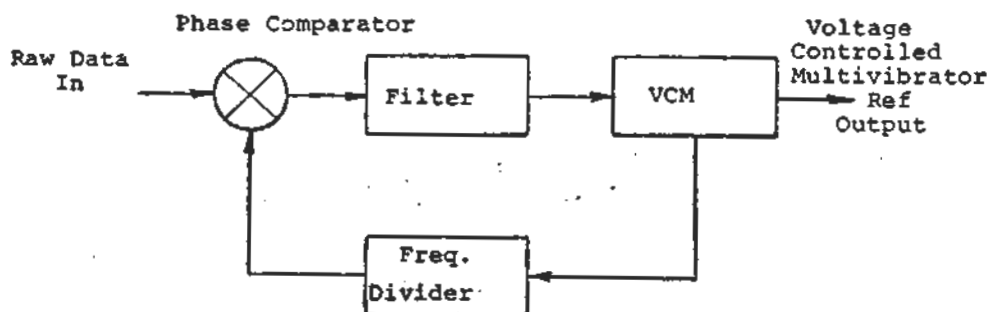 Phase Comparator
Raw Data
In
Filter
VCM
Voltage
Controlled
Multivibrator
Ref
Output
Freq.
Divider